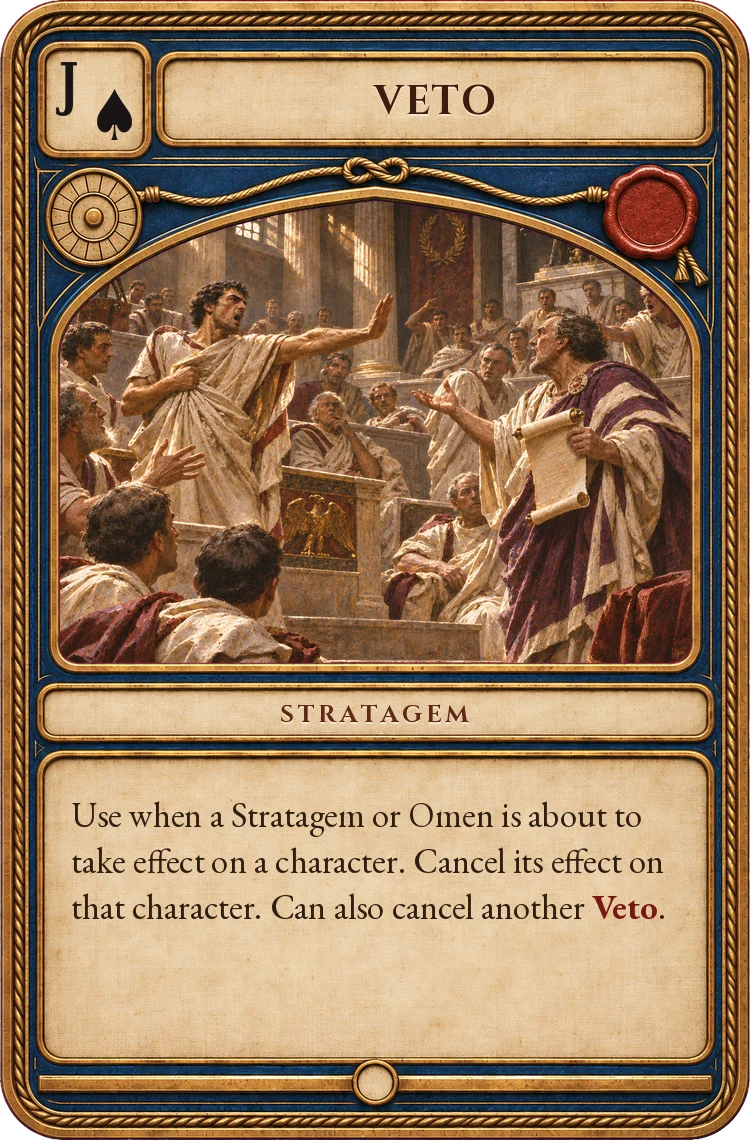 J ♠
VETO
STRATAGEM
Use when a Stratagem or Omen is about to
take effect on a character. Cancel its effect on
that character. Can also cancel another Veto.